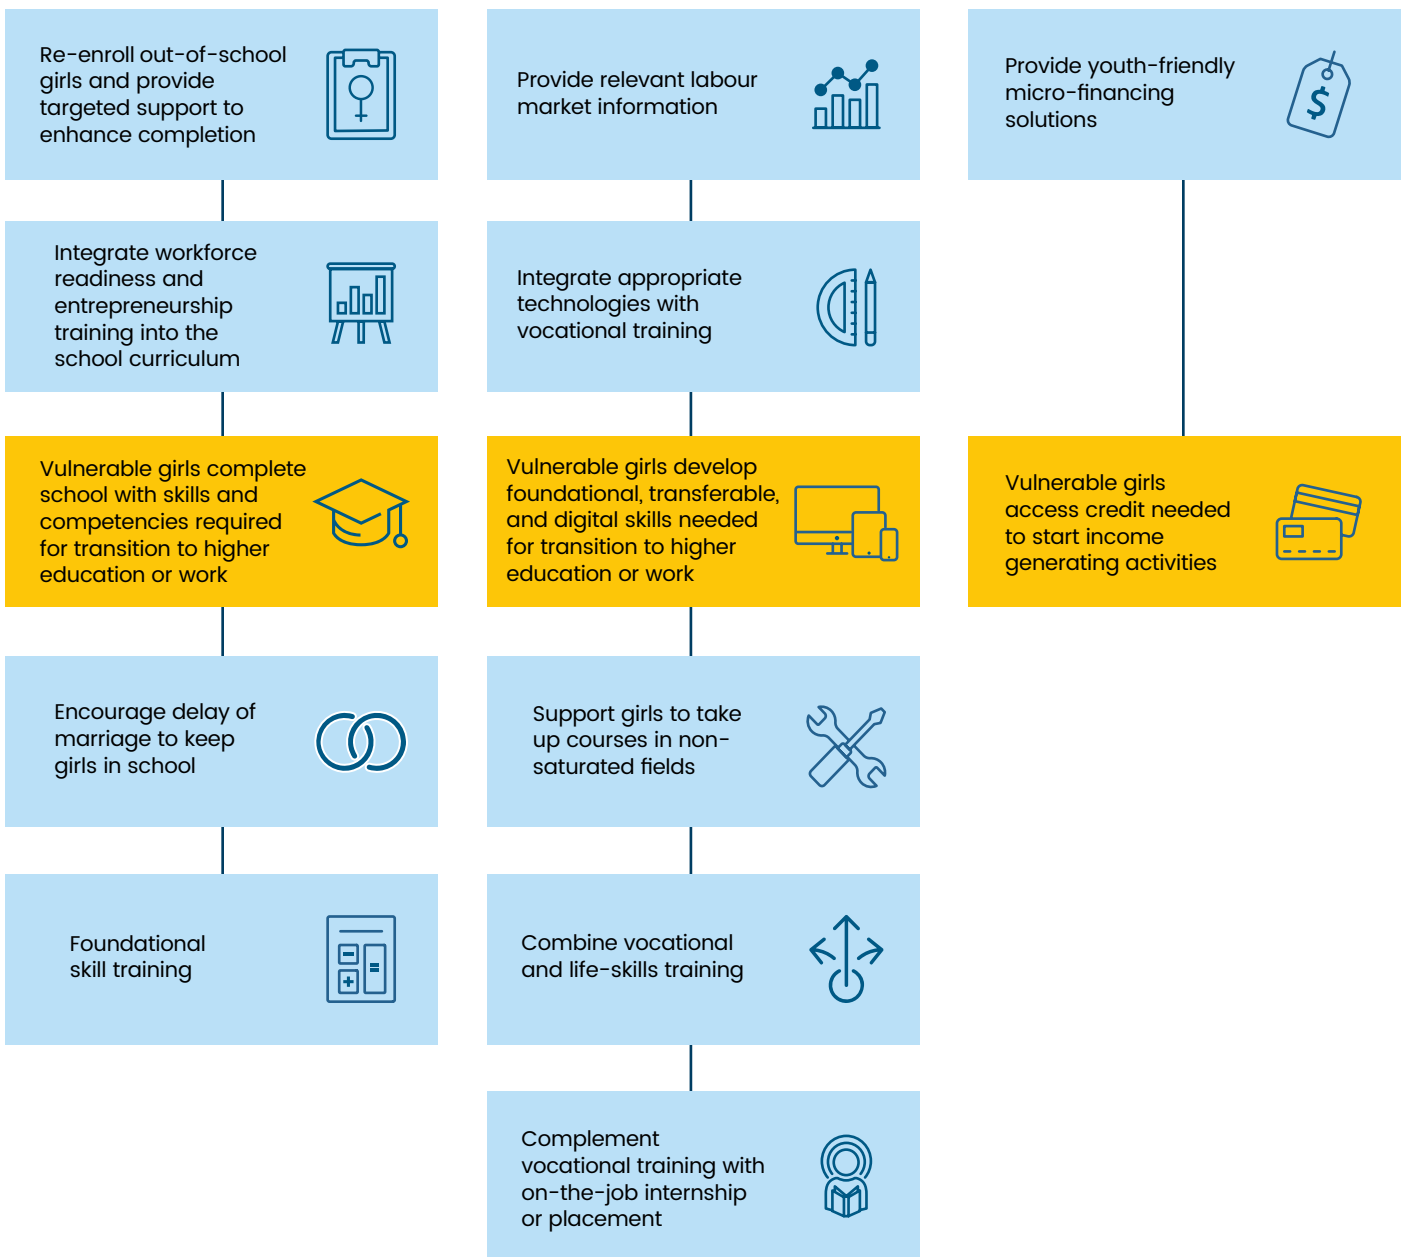 Re-enroll out-of-school
girls and provide
targeted support to
enhance completion
Provide relevant labour
market information
Provide youth-friendly
micro-financing
solutions
$
Integrate workforce
readiness and
entrepreneurship
training into the
school curriculum
Integrate appropriate
technologies with
vocational training
Vulnerable girls complete
school with skills and
competencies required
for transition to higher
education or work
Vulnerable girls develop
foundational, transferable,
and digital skills needed
for transition to higher
education or work
Vulnerable girls
access credit needed
to start income
generating activities
Encourage delay of
marriage to keep
girls in school
Support girls to take
up courses in non-
saturated fields
Foundational
skill training
Combine vocational
and life-skills training
Complement
vocational training with
on-the-job internship
or placement